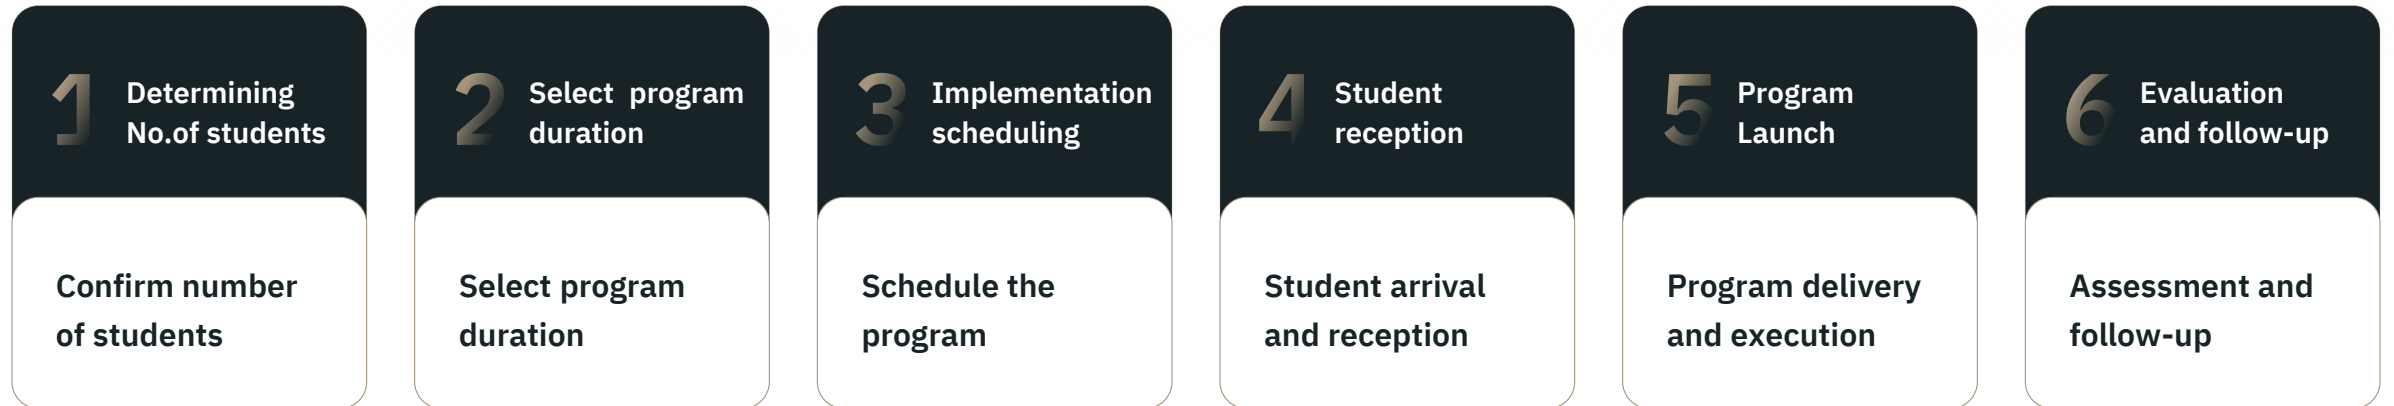 1
Determining
No.of students
Confirm number
of students
2
Select  program
duration
Select program
duration
3
Implementation
scheduling
Schedule the
program
4
Student
reception
Student arrival
and reception
5
Program
Launch
Program delivery
and execution
6
Evaluation
and follow-up
Assessment and
follow-up